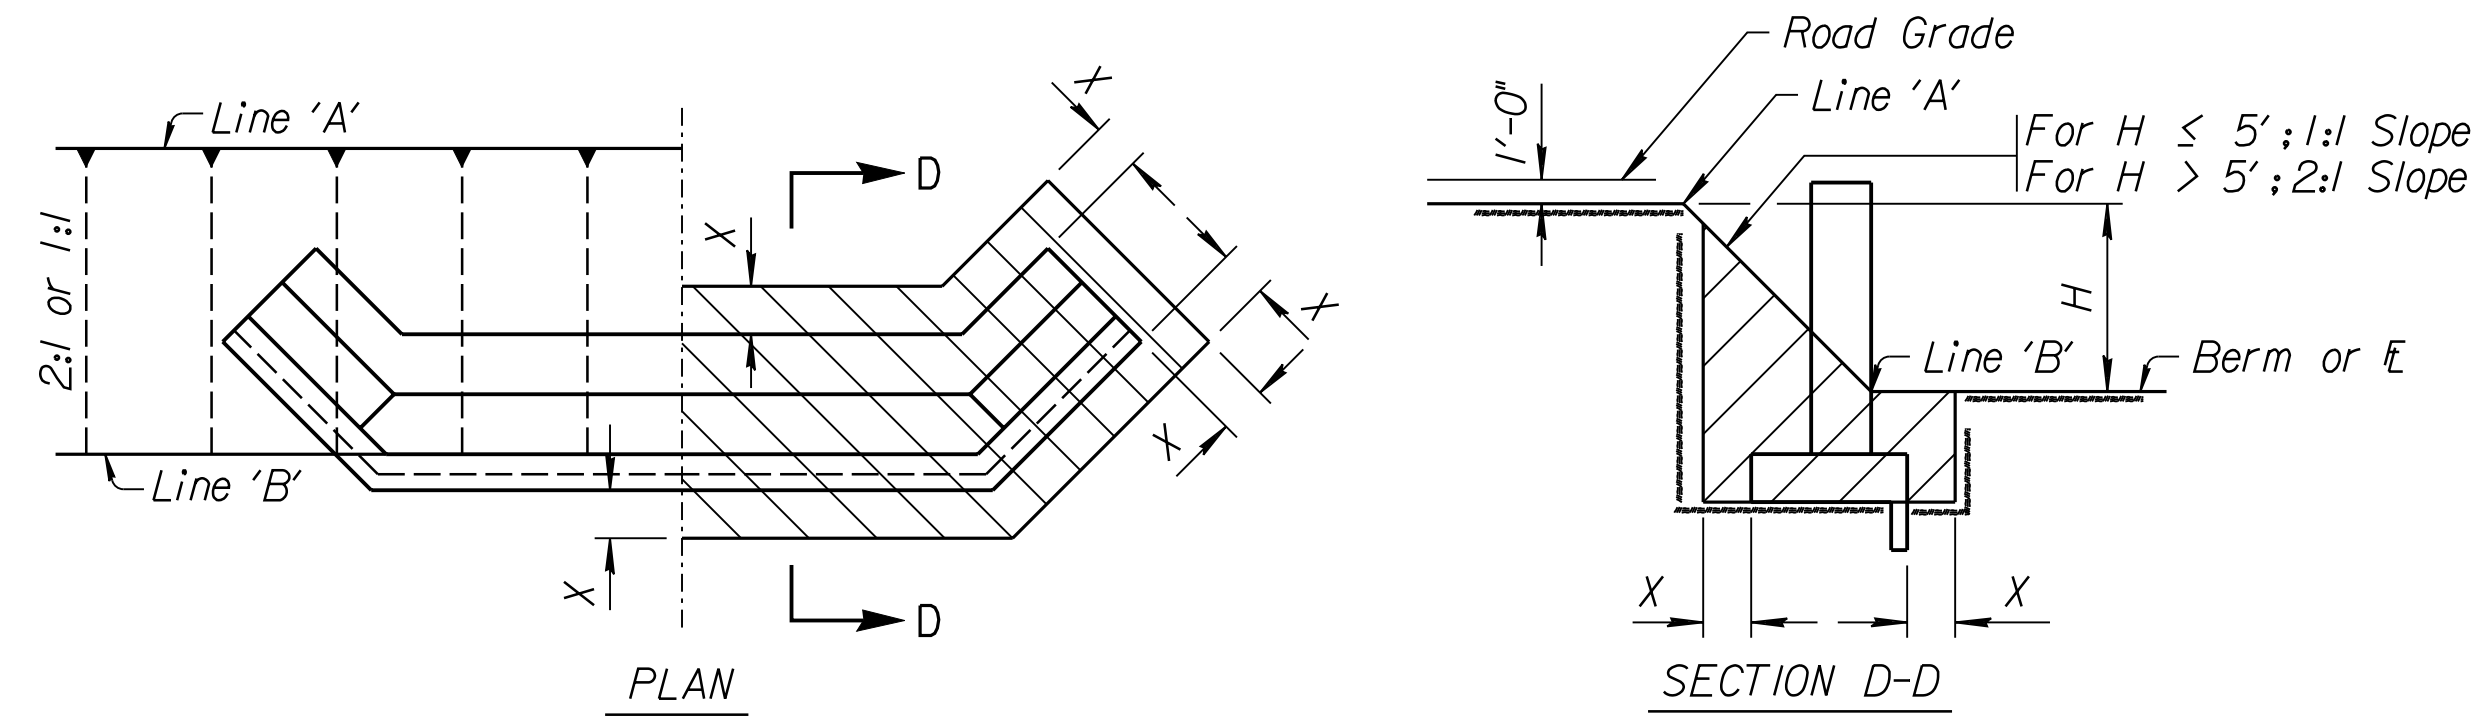 Line 'A'
2:1 or 1:1
Line 'B'
X
X
X
X
X
D
D
PLAN
Road Grade
Line 'A'
1'-0"
For H ≤ 5' ; 1:1 Slope
For H > 5' ; 2:1 Slope
H
Line 'B'
Berm or ₠
X
X
SECTION D-D